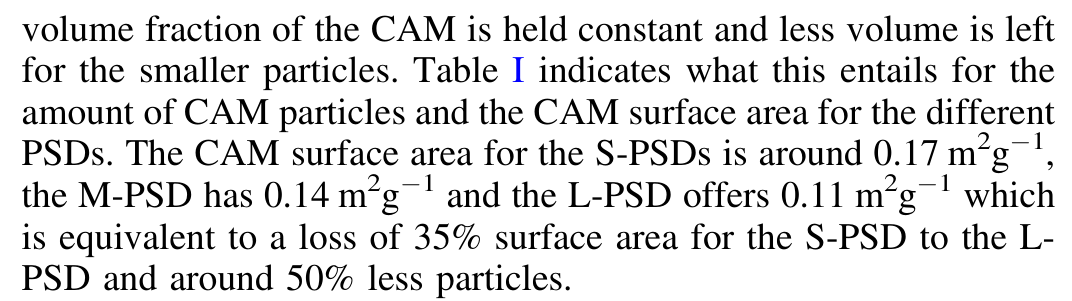 volume fraction of the CAM is held constant and less volume is left
for the smaller particles. Table I indicates what this entails for the
amount of CAM particles and the CAM surface area for the different
PSDs. The CAM surface area for the S-PSDs is around 0.17 m²g⁻¹,
the M-PSD has 0.14 m²g⁻¹ and the L-PSD offers 0.11 m²g⁻¹ which
is equivalent to a loss of 35% surface area for the S-PSD to the L-
PSD and around 50% less particles.